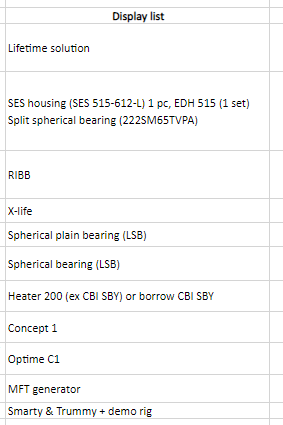 Display list
Lifetime solution
SES housing (SES 515-612-L) 1 pc, EDH 515 (1 set)
Split spherical bearing (222SM65TVPA)
RIBB
X-life
Spherical plain bearing (LSB)
Spherical bearing (LSB)
Heater 200 (ex CBI SBY) or borrow CBI SBY
Concept 1
Optime C1
MFT generator
Smarty & Trummy + demo rig